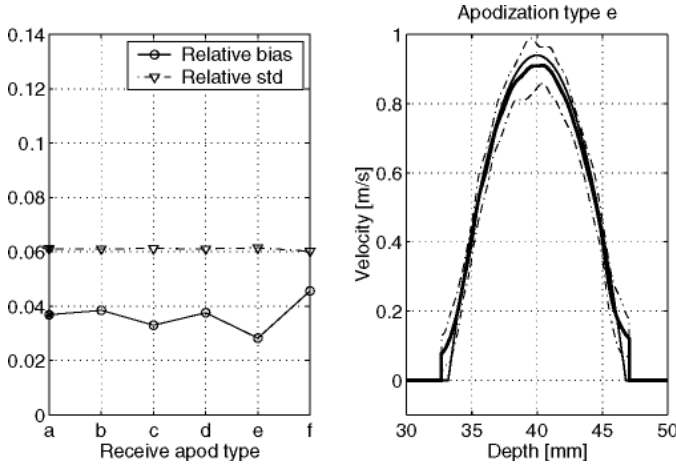 0.14
0.12
0.1
0.08
0.06
0.04
0.02
0
Relative bias
Relative std
a b c d e f
Receive apod type
Apodization type e
Velocity [m/s]
1
0.8
0.6
0.4
0.2
0
30 35 40 45 50
Depth [mm]